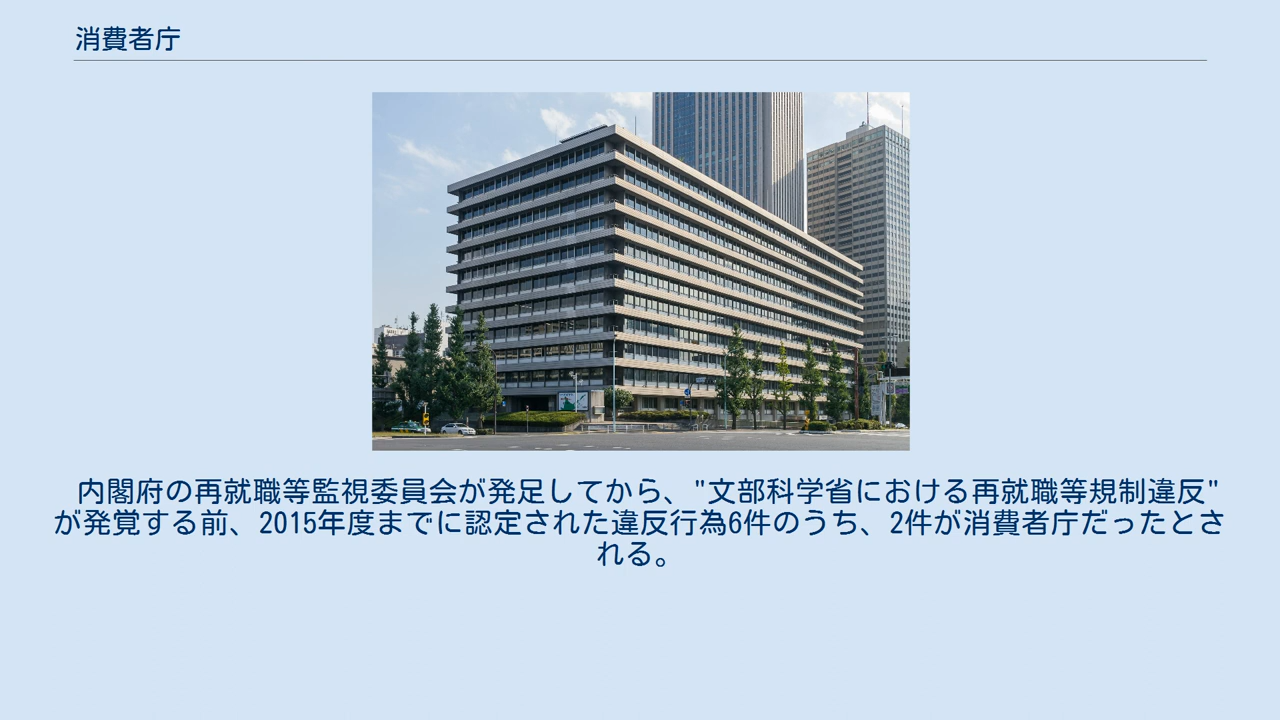 消費者庁
内閣府の再就職等監視委員会が発足してから、"文部科学省における再就職等規制違反"
が発覚する前、2015年度までに認定された違反行為6件のうち、2件が消費者庁だったとさ
れる。